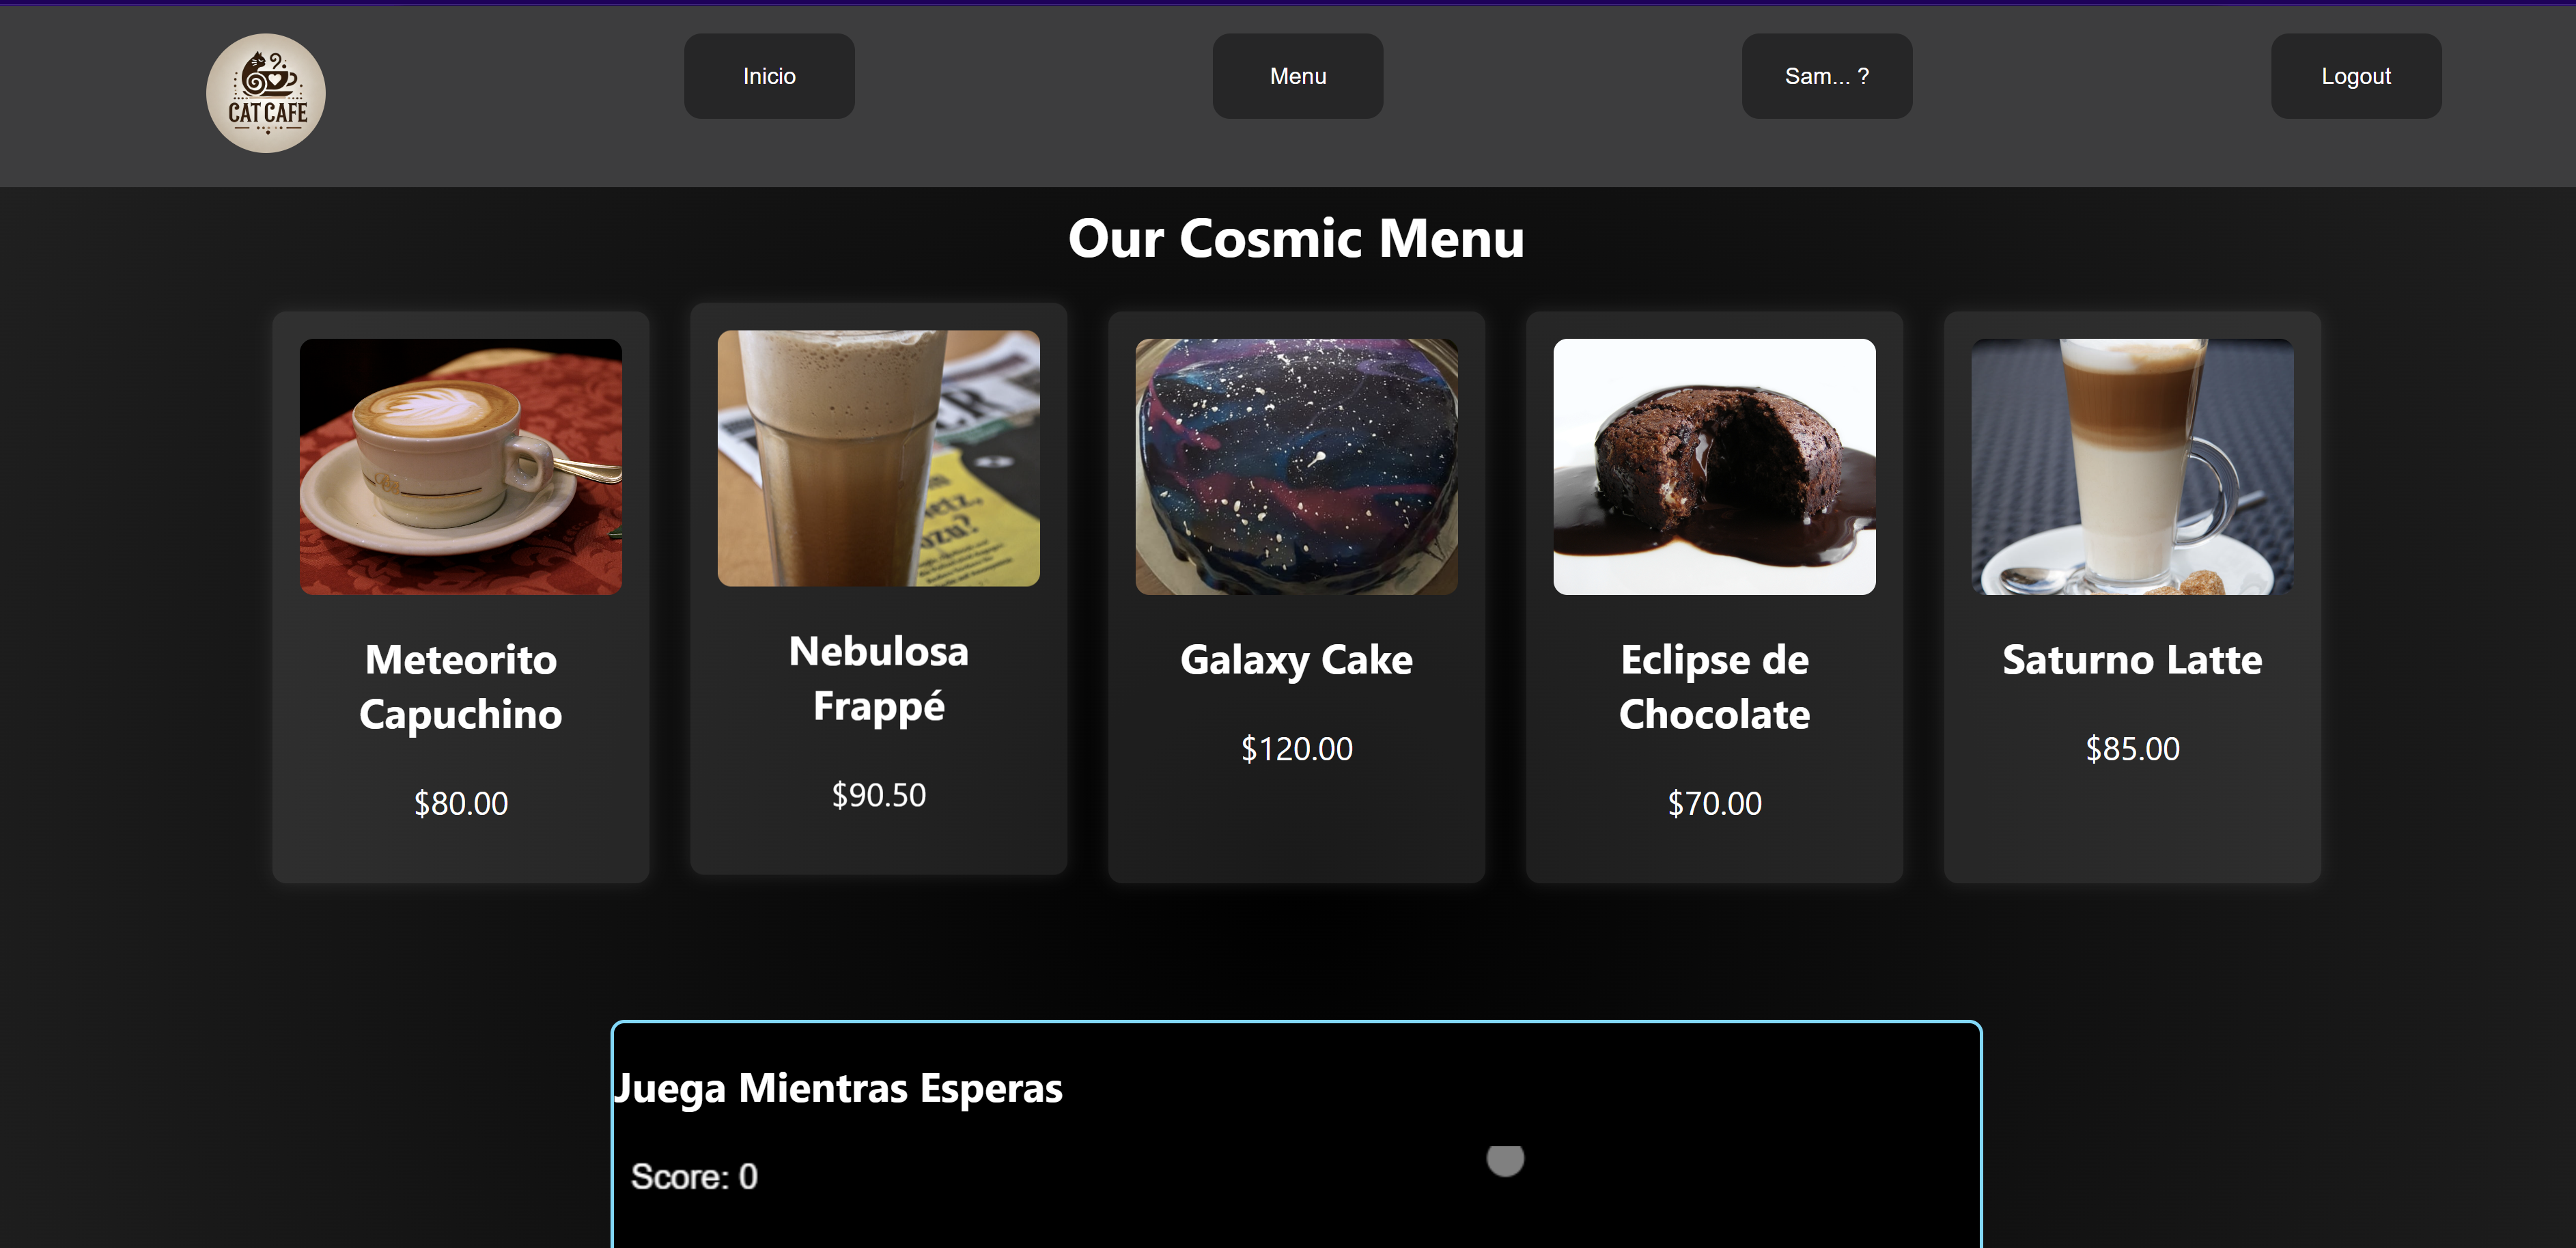 CAT CAFE
Inicio
Menu
Sam... ?
Logout
Our Cosmic Menu
Meteorito
Capuchino
$80.00
Nebulosa
Frappé
$90.50
Galaxy Cake
$120.00
Eclipse de
Chocolate
$70.00
Saturno Latte
$85.00
Juega Mientras Esperas
Score: 0